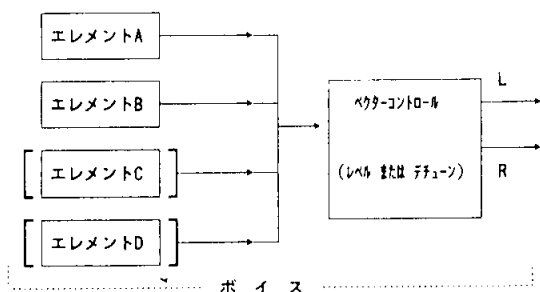 エレメントA
エレメントB
[エレメントC]
[エレメントD]
ベクターコントロール
(レベル または デチューン)
L
R
ボイス